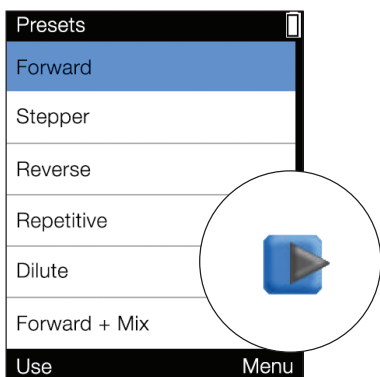 Presets
Forward
Stepper
Reverse
Repetitive
Dilute
Forward + Mix
Use Menu